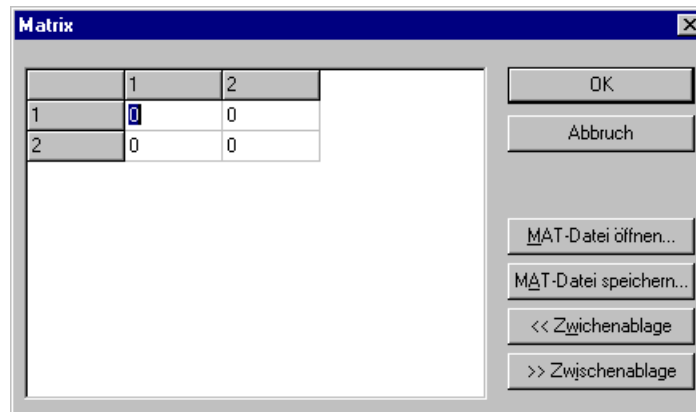 Matrix
1 2
1 0 0
2 0 0
OK
Abbruch
MAT-Datei öffnen...
MAT-Datei speichern...
<< Zwichenablage
>> Zwischenablage